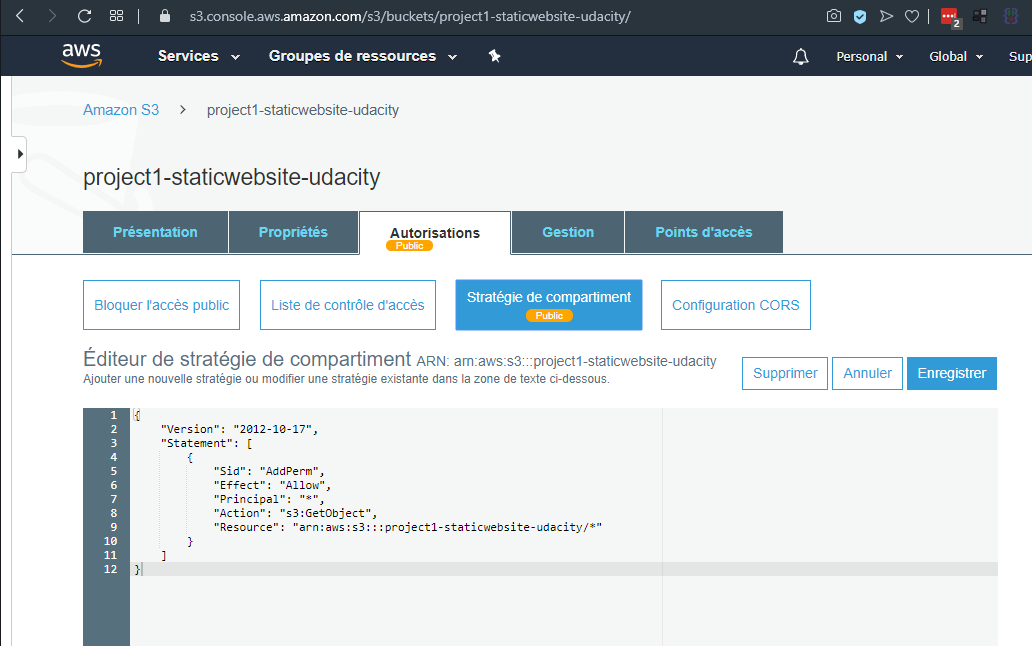 s3.console.aws.amazon.com/s3/buckets/project1-staticwebsite-udacity/
2
aws
Services
Groupes de ressources
Personal
Global
Sup
Amazon S3 > project1-staticwebsite-udacity
project1-staticwebsite-udacity
Présentation
Propriétés
Autorisations
Public
Gestion
Points d'accès
Bloquer l'accès public
Liste de contrôle d'accès
Stratégie de compartiment
Public
Configuration CORS
Éditeur de stratégie de compartiment ARN: arn:aws:s3:::project1-staticwebsite-udacity
Ajouter une nouvelle stratégie ou modifier une stratégie existante dans la zone de texte ci-dessous.
Supprimer
Annuler
Enregistrer
1 {
2 "Version": "2012-10-17",
3 "Statement": [
4 {
5 "Sid": "AddPerm",
6 "Effect": "Allow",
7 "Principal": "*",
8 "Action": "s3:GetObject",
9 "Resource": "arn:aws:s3:::project1-staticwebsite-udacity/*"
10 }
11 ]
12 }